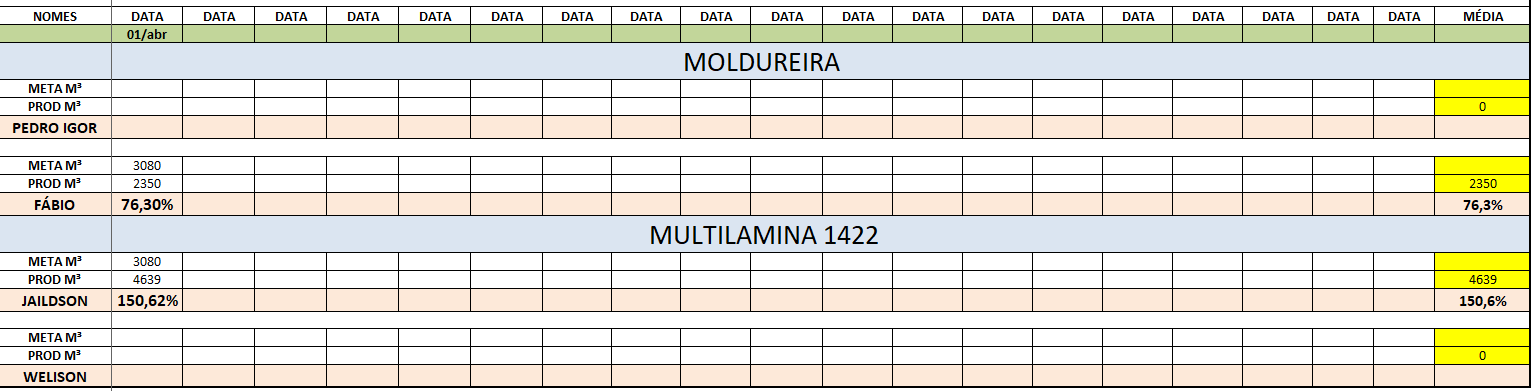 NOMES DATA DATA DATA DATA DATA DATA DATA DATA DATA DATA DATA DATA DATA DATA DATA DATA DATA DATA MÉDIA
01/abr
MOLDUREIRA
META M³
PROD M³ 0
PEDRO IGOR
META M³ 3080
PROD M³ 2350 2350
FÁBIO 76,30% 76,3%
MULTILAMINA 1422
META M³ 3080
PROD M³ 4639 4639
JAILDSON 150,62% 150,6%
META M³
PROD M³ 0
WELISON